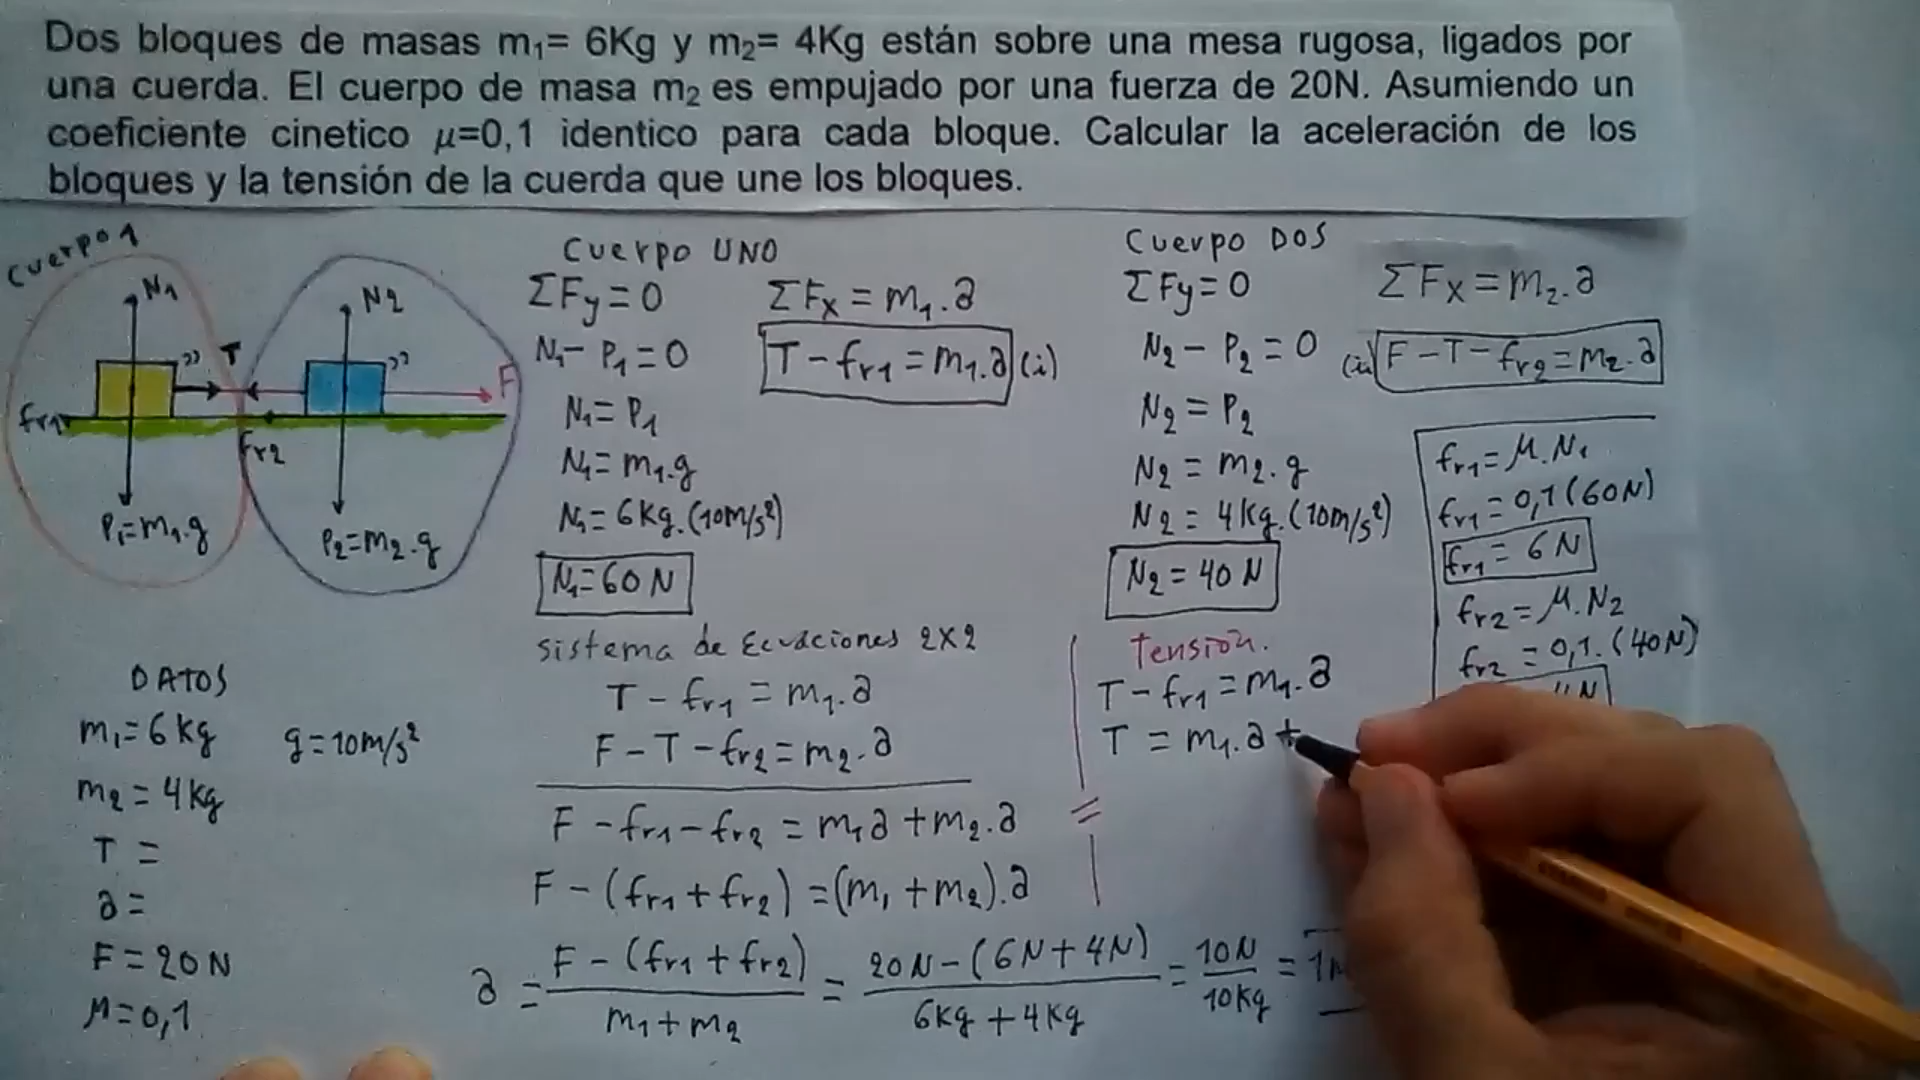 Dos bloques de masas m₁= 6Kg y m₂= 4Kg están sobre una mesa rugosa, ligados por
una cuerda. El cuerpo de masa m₂ es empujado por una fuerza de 20N. Asumiendo un
coeficiente cinetico μ=0,1 identico para cada bloque. Calcular la aceleración de los
bloques y la tensión de la cuerda que une los bloques.
Cuerpo 1
N₁
N2
T
F
fr1
fr2
P₁=m₁.g
P₂=m₂.g
DATOS
m₁=6kg
g=10m/s²
m₂=4kg
T =
a=
F=20N
M=0,1
Cuerpo UNO
ΣFy=0
ΣFx=m₁.a
N₁-P₁=0
T-fr₁=m₁.a (i)
N₁=P₁
N₁=m₁.g
N₁=6kg.(10m/s²)
N₁=60N
Cuerpo DOS
ΣFy=0
ΣFx=m₂.a
N₂-P₂=0
(ii) F-T-fr₂=m₂.a
N₂=P₂
N₂=m₂.g
N₂=4kg.(10m/s²)
N₂=40N
fr₁=M.N₁
fr₁=0,1(60N)
fr₁=6N
fr₂=M.N₂
fr₂=0,1.(40N)
sistema de Ecuaciones 2x2
T-fr₁=m₁.a
F-T-fr₂=m₂.a
F-fr₁-fr₂=m₁a+m₂.a
F-(fr₁+fr₂)=(m₁+m₂).a
a = F-(fr₁+fr₂) / m₁+m₂ = 20N-(6N+4N) / 6kg+4kg = 10N / 10kg =
Tensión.
T-fr₁=m₁.a
T=m₁.a+